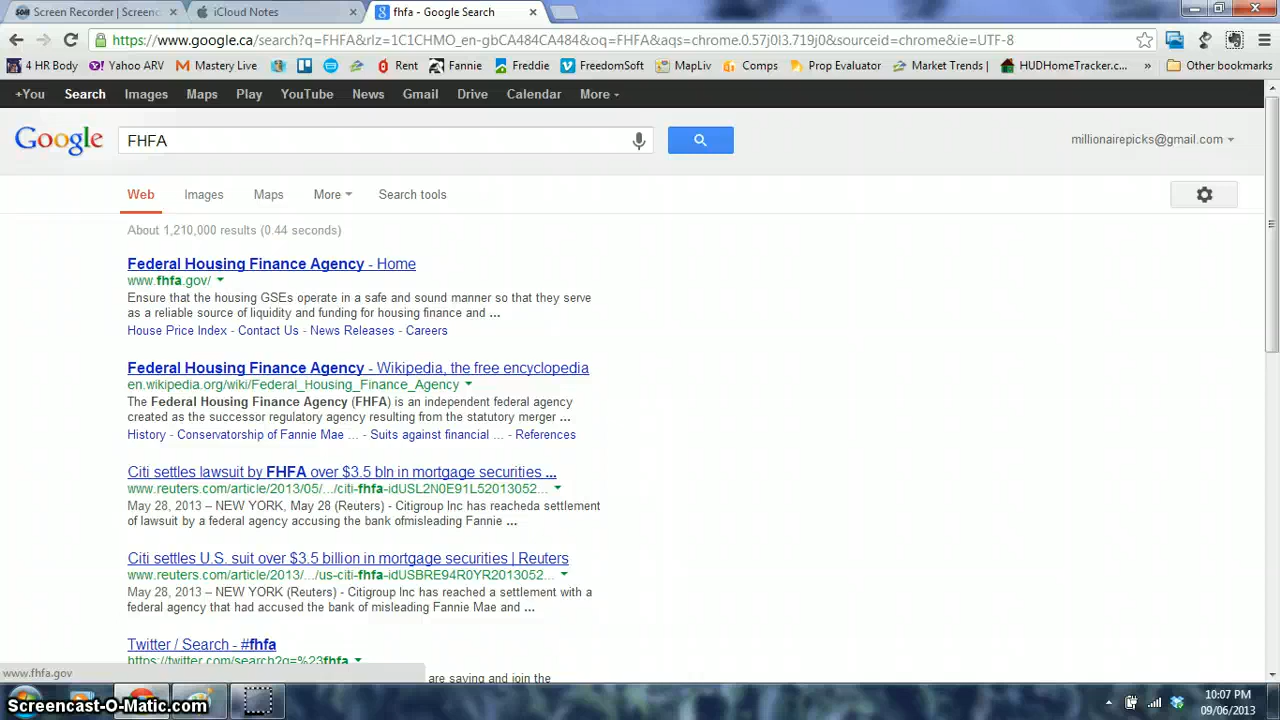 Screen Recorder | Screenc
iCloud Notes
fhfa - Google Search
https://www.google.ca/search?q=FHFA&rlz=1C1CHMO_en-gbCA484CA484&oq=FHFA&aqs=chrome.0.57j0l3.719j0&sourceid=chrome&ie=UTF-8
4 HR Body
Yahoo ARV
Mastery Live
Rent
Fannie
Freddie
FreedomSoft
MapLiv
Comps
Prop Evaluator
Market Trends |
HUDHomeTracker.c...
»
Other bookmarks
+You Search Images Maps Play YouTube News Gmail Drive Calendar More
Google
FHFA
millionairepicks@gmail.com
Web Images Maps More Search tools
About 1,210,000 results (0.44 seconds)
Federal Housing Finance Agency - Home
www.fhfa.gov/
Ensure that the housing GSEs operate in a safe and sound manner so that they serve
as a reliable source of liquidity and funding for housing finance and ...
House Price Index - Contact Us - News Releases - Careers
Federal Housing Finance Agency - Wikipedia, the free encyclopedia
en.wikipedia.org/wiki/Federal_Housing_Finance_Agency
The Federal Housing Finance Agency (FHFA) is an independent federal agency
created as the successor regulatory agency resulting from the statutory merger ...
History - Conservatorship of Fannie Mae ... - Suits against financial ... - References
Citi settles lawsuit by FHFA over $3.5 bln in mortgage securities ...
www.reuters.com/article/2013/05/.../citi-fhfa-idUSL2N0E91L52013052...
May 28, 2013 – NEW YORK, May 28 (Reuters) - Citigroup Inc has reacheda settlement
of lawsuit by a federal agency accusing the bank ofmisleading Fannie ...
Citi settles U.S. suit over $3.5 billion in mortgage securities | Reuters
www.reuters.com/article/2013/.../us-citi-fhfa-idUSBRE94R0YR2013052...
May 28, 2013 – NEW YORK (Reuters) - Citigroup Inc has reached a settlement with a
federal agency that had accused the bank of misleading Fannie Mae and ...
Twitter / Search - #fhfa
https://twitter.com/search?q=%23fhfa
are saying and join the
www.fhfa.gov
Screencast-O-Matic.com
10:07 PM
09/06/2013